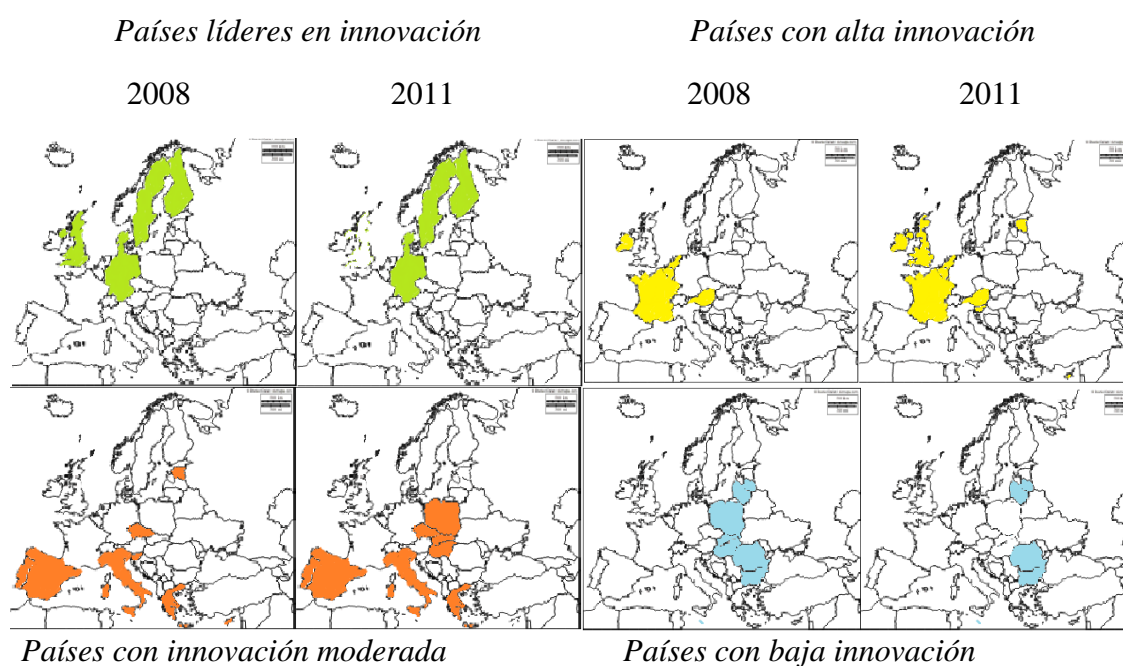 Países líderes en innovación
Países con alta innovación
2008
2011
2008
2011
Países con innovación moderada
Países con baja innovación